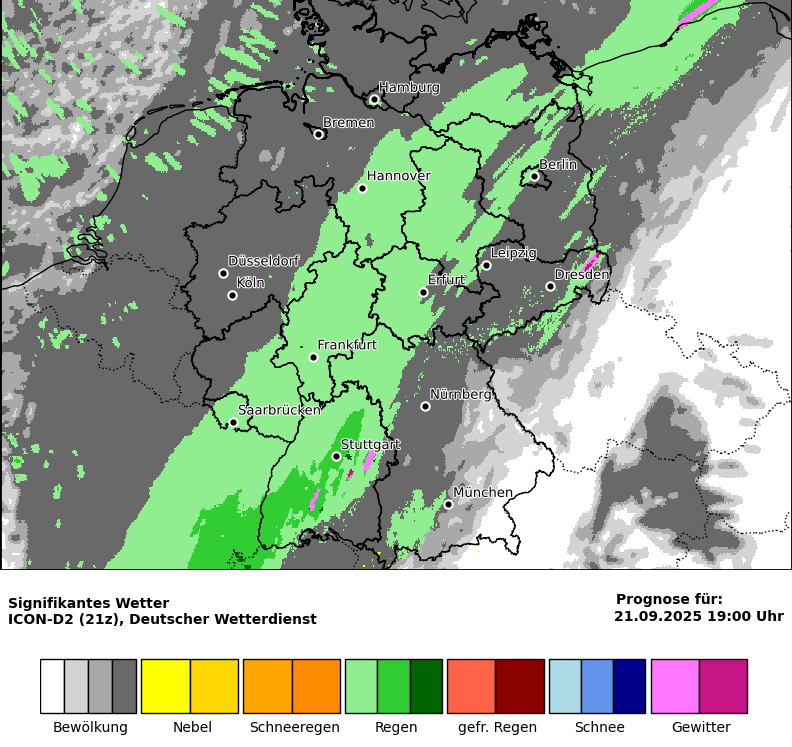 Hamburg
Bremen
Berlin
Hannover
Leipzig
Düsseldorf
Dresden
Köln
Erfurt
Frankfurt
Nürnberg
Saarbrücken
Stuttgart
München
Signifikantes Wetter
ICON-D2 (21z), Deutscher Wetterdienst
Prognose für:
21.09.2025 19:00 Uhr
Bewölkung
Nebel
Schneeregen
Regen
gefr. Regen
Schnee
Gewitter